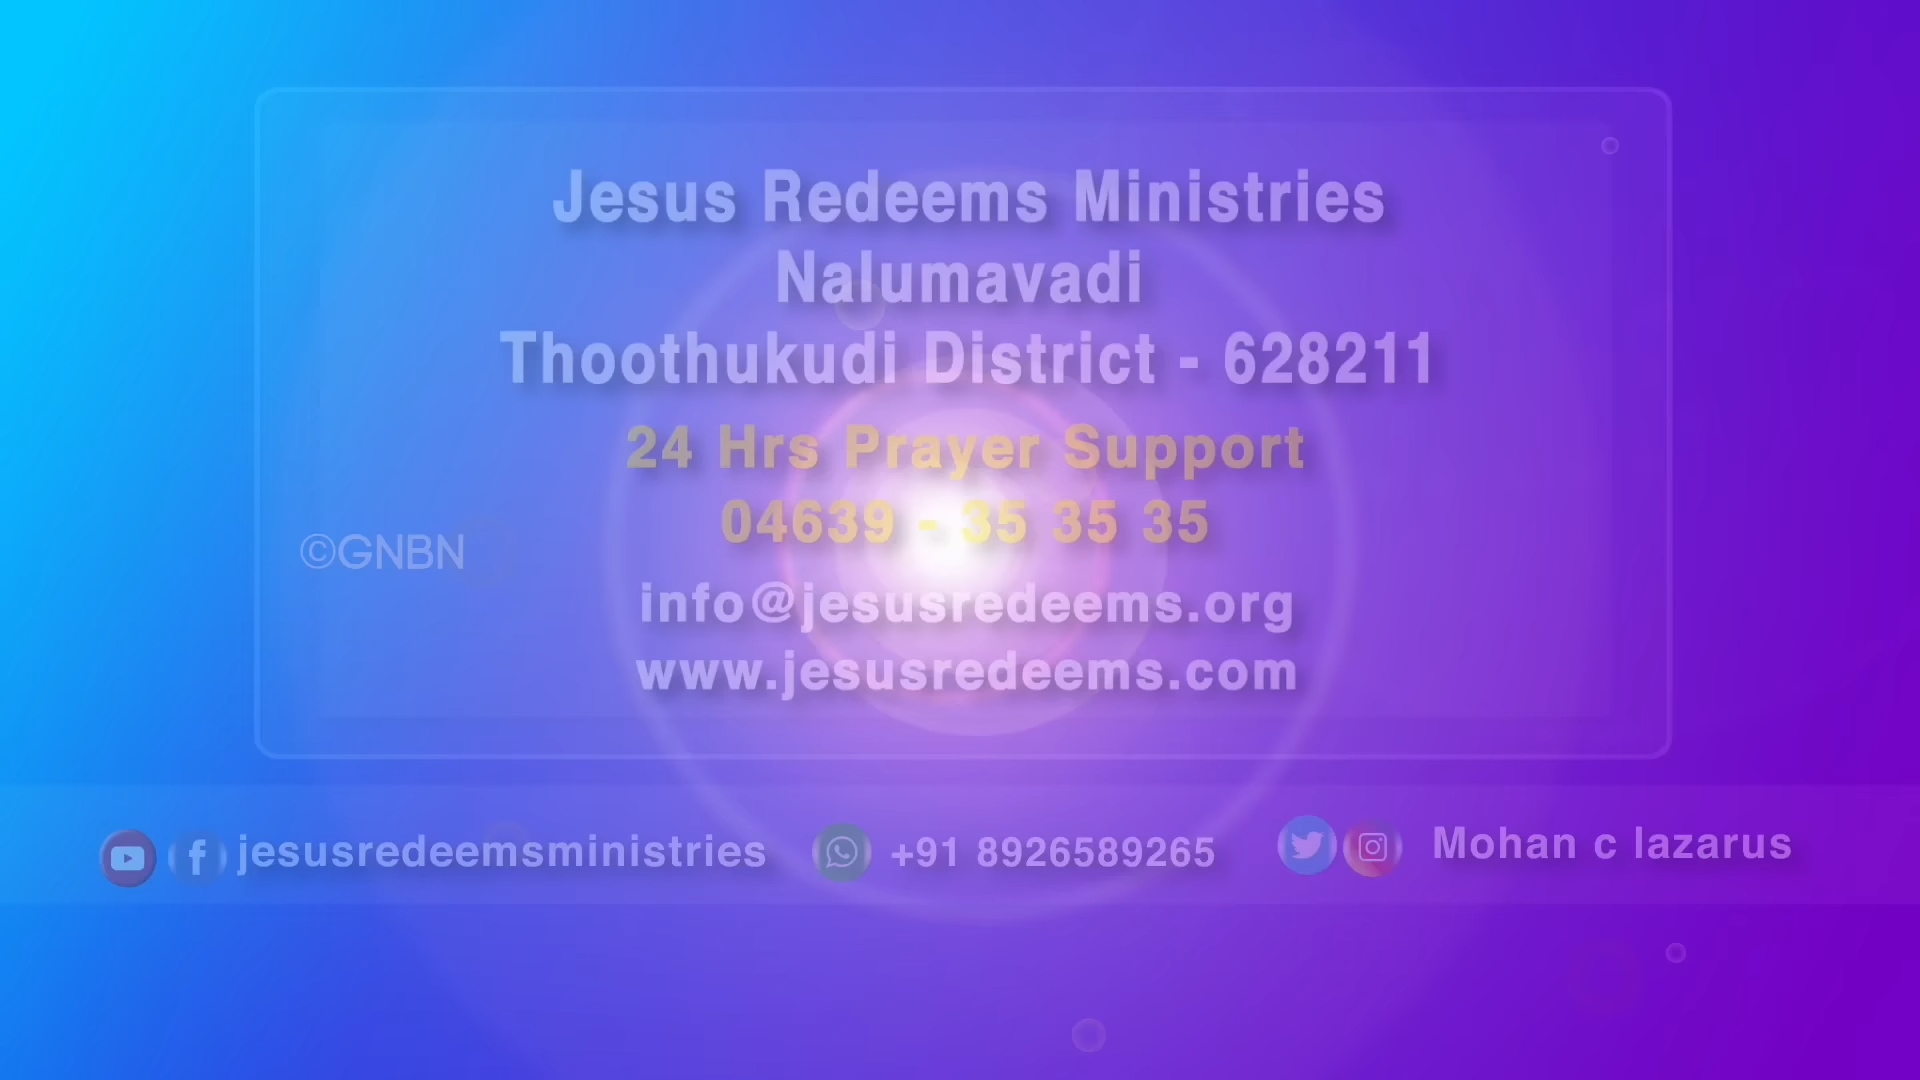 Jesus Redeems Ministries
Nalumavadi
Thoothukudi District - 628211
24 Hrs Prayer Support
04639 - 35 35 35
©GNBN
info@jesusredeems.org
www.jesusredeems.com
jesusredeemsministries +91 8926589265 Mohan c lazarus